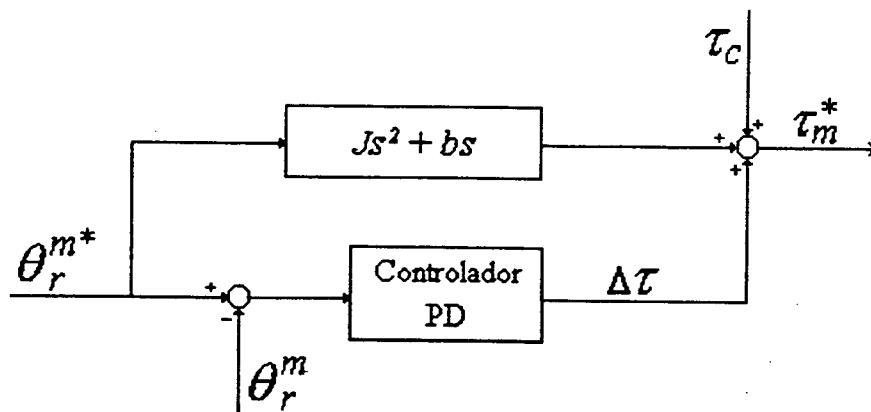 τ_C
Js² + bs
+
+
τ_m^*
+
θ_r^{m*}
+
-
Controlador
PD
Δτ
θ_r^m